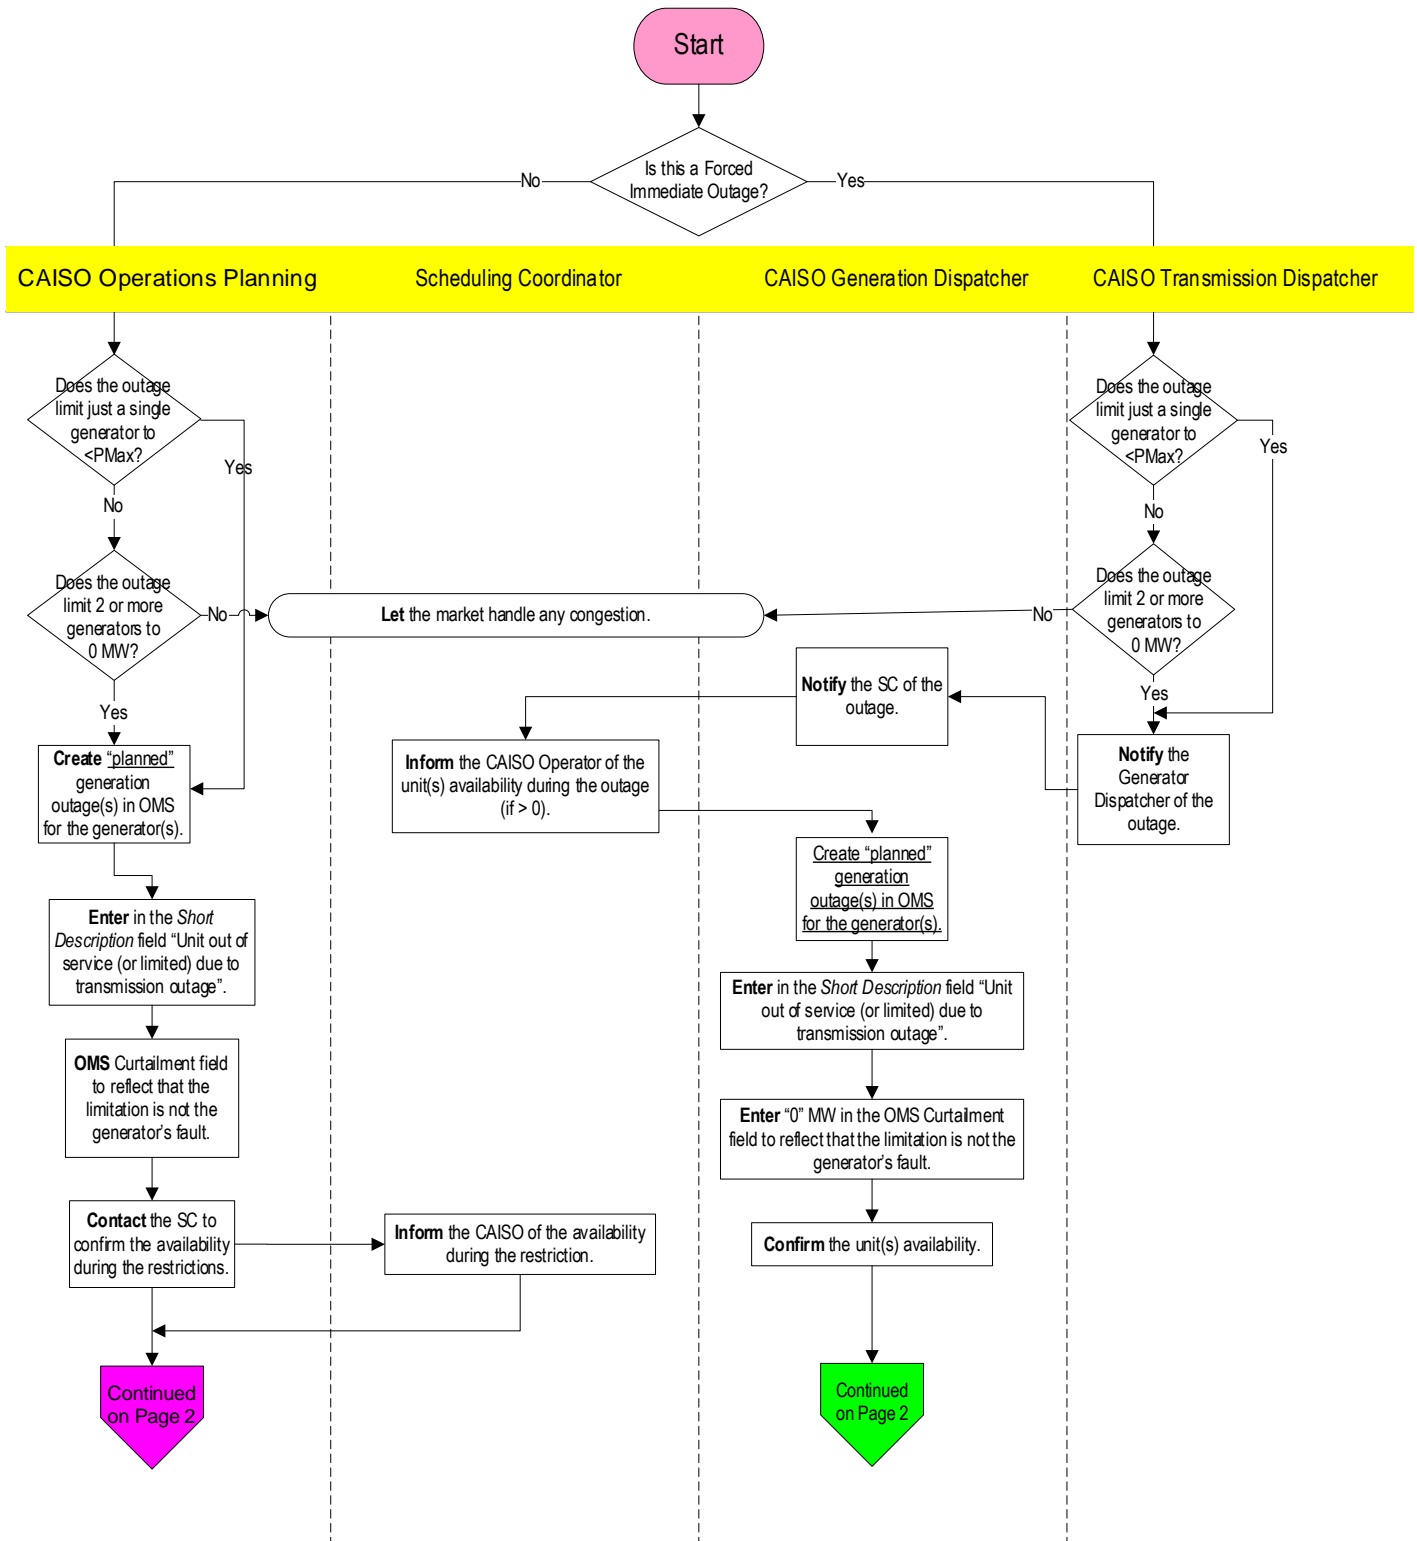 Start
Is this a Forced
Immediate Outage?
No
Yes
CAISO Operations Planning
Scheduling Coordinator
CAISO Generation Dispatcher
CAISO Transmission Dispatcher
Does the outage
limit just a single
generator to
<PMax?
Yes
No
Does the outage
limit 2 or more
generators to
0 MW?
No
Yes
Let the market handle any congestion.
Does the outage
limit just a single
generator to
<PMax?
Yes
No
Does the outage
limit 2 or more
generators to
0 MW?
No
Yes
Notify the SC of the
outage.
Notify the
Generator
Dispatcher of the
outage.
Inform the CAISO Operator of the
unit(s) availability during the outage
(if > 0).
Create “planned”
generation
outage(s) in OMS
for the generator(s).
Create “planned”
generation
outage(s) in OMS
for the generator(s).
Enter in the Short
Description field “Unit out of
service (or limited) due to
transmission outage”.
Enter in the Short Description field “Unit
out of service (or limited) due to
transmission outage”.
OMS Curtailment field
to reflect that the
limitation is not the
generator’s fault.
Enter “0” MW in the OMS Curtailment
field to reflect that the limitation is not the
generator’s fault.
Contact the SC to
confirm the availability
during the restrictions.
Inform the CAISO of the availability
during the restriction.
Confirm the unit(s) availability.
Continued
on Page 2
Continued
on Page 2